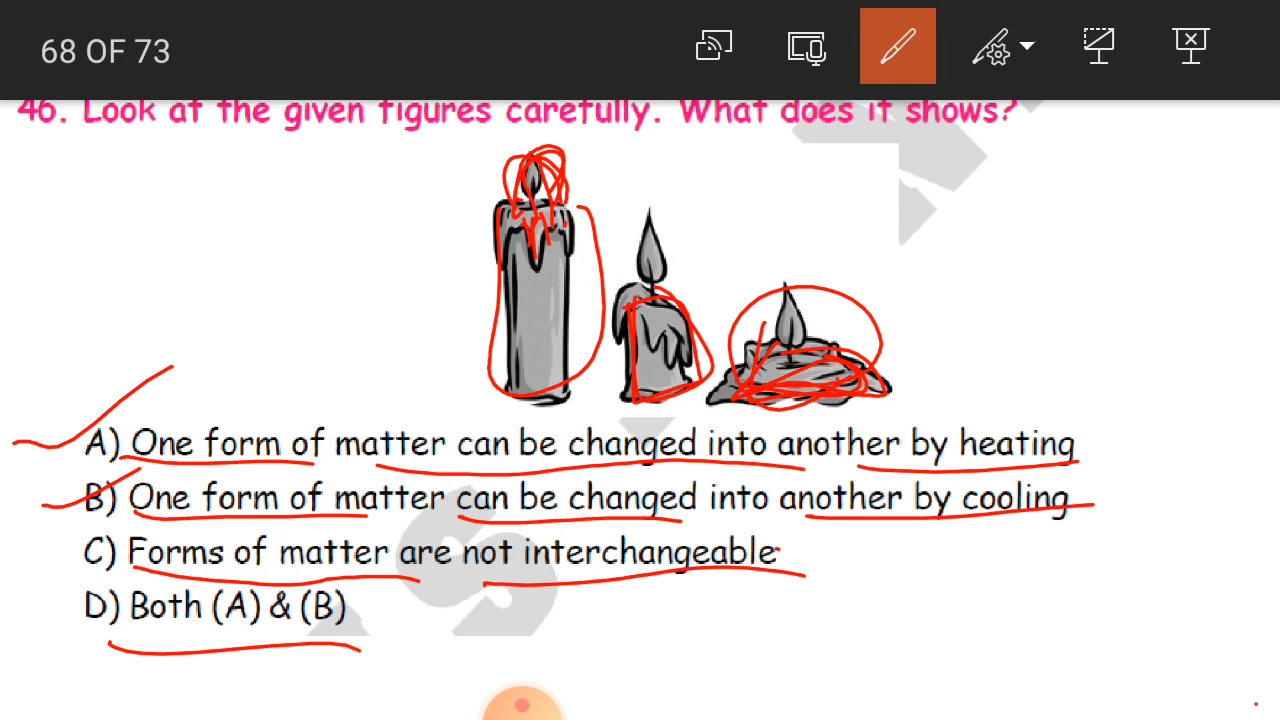 68 OF 73
46. Look at the given figures carefully. What does it shows?
A) One form of matter can be changed into another by heating
B) One form of matter can be changed into another by cooling
C) Forms of matter are not interchangeable
D) Both (A) & (B)